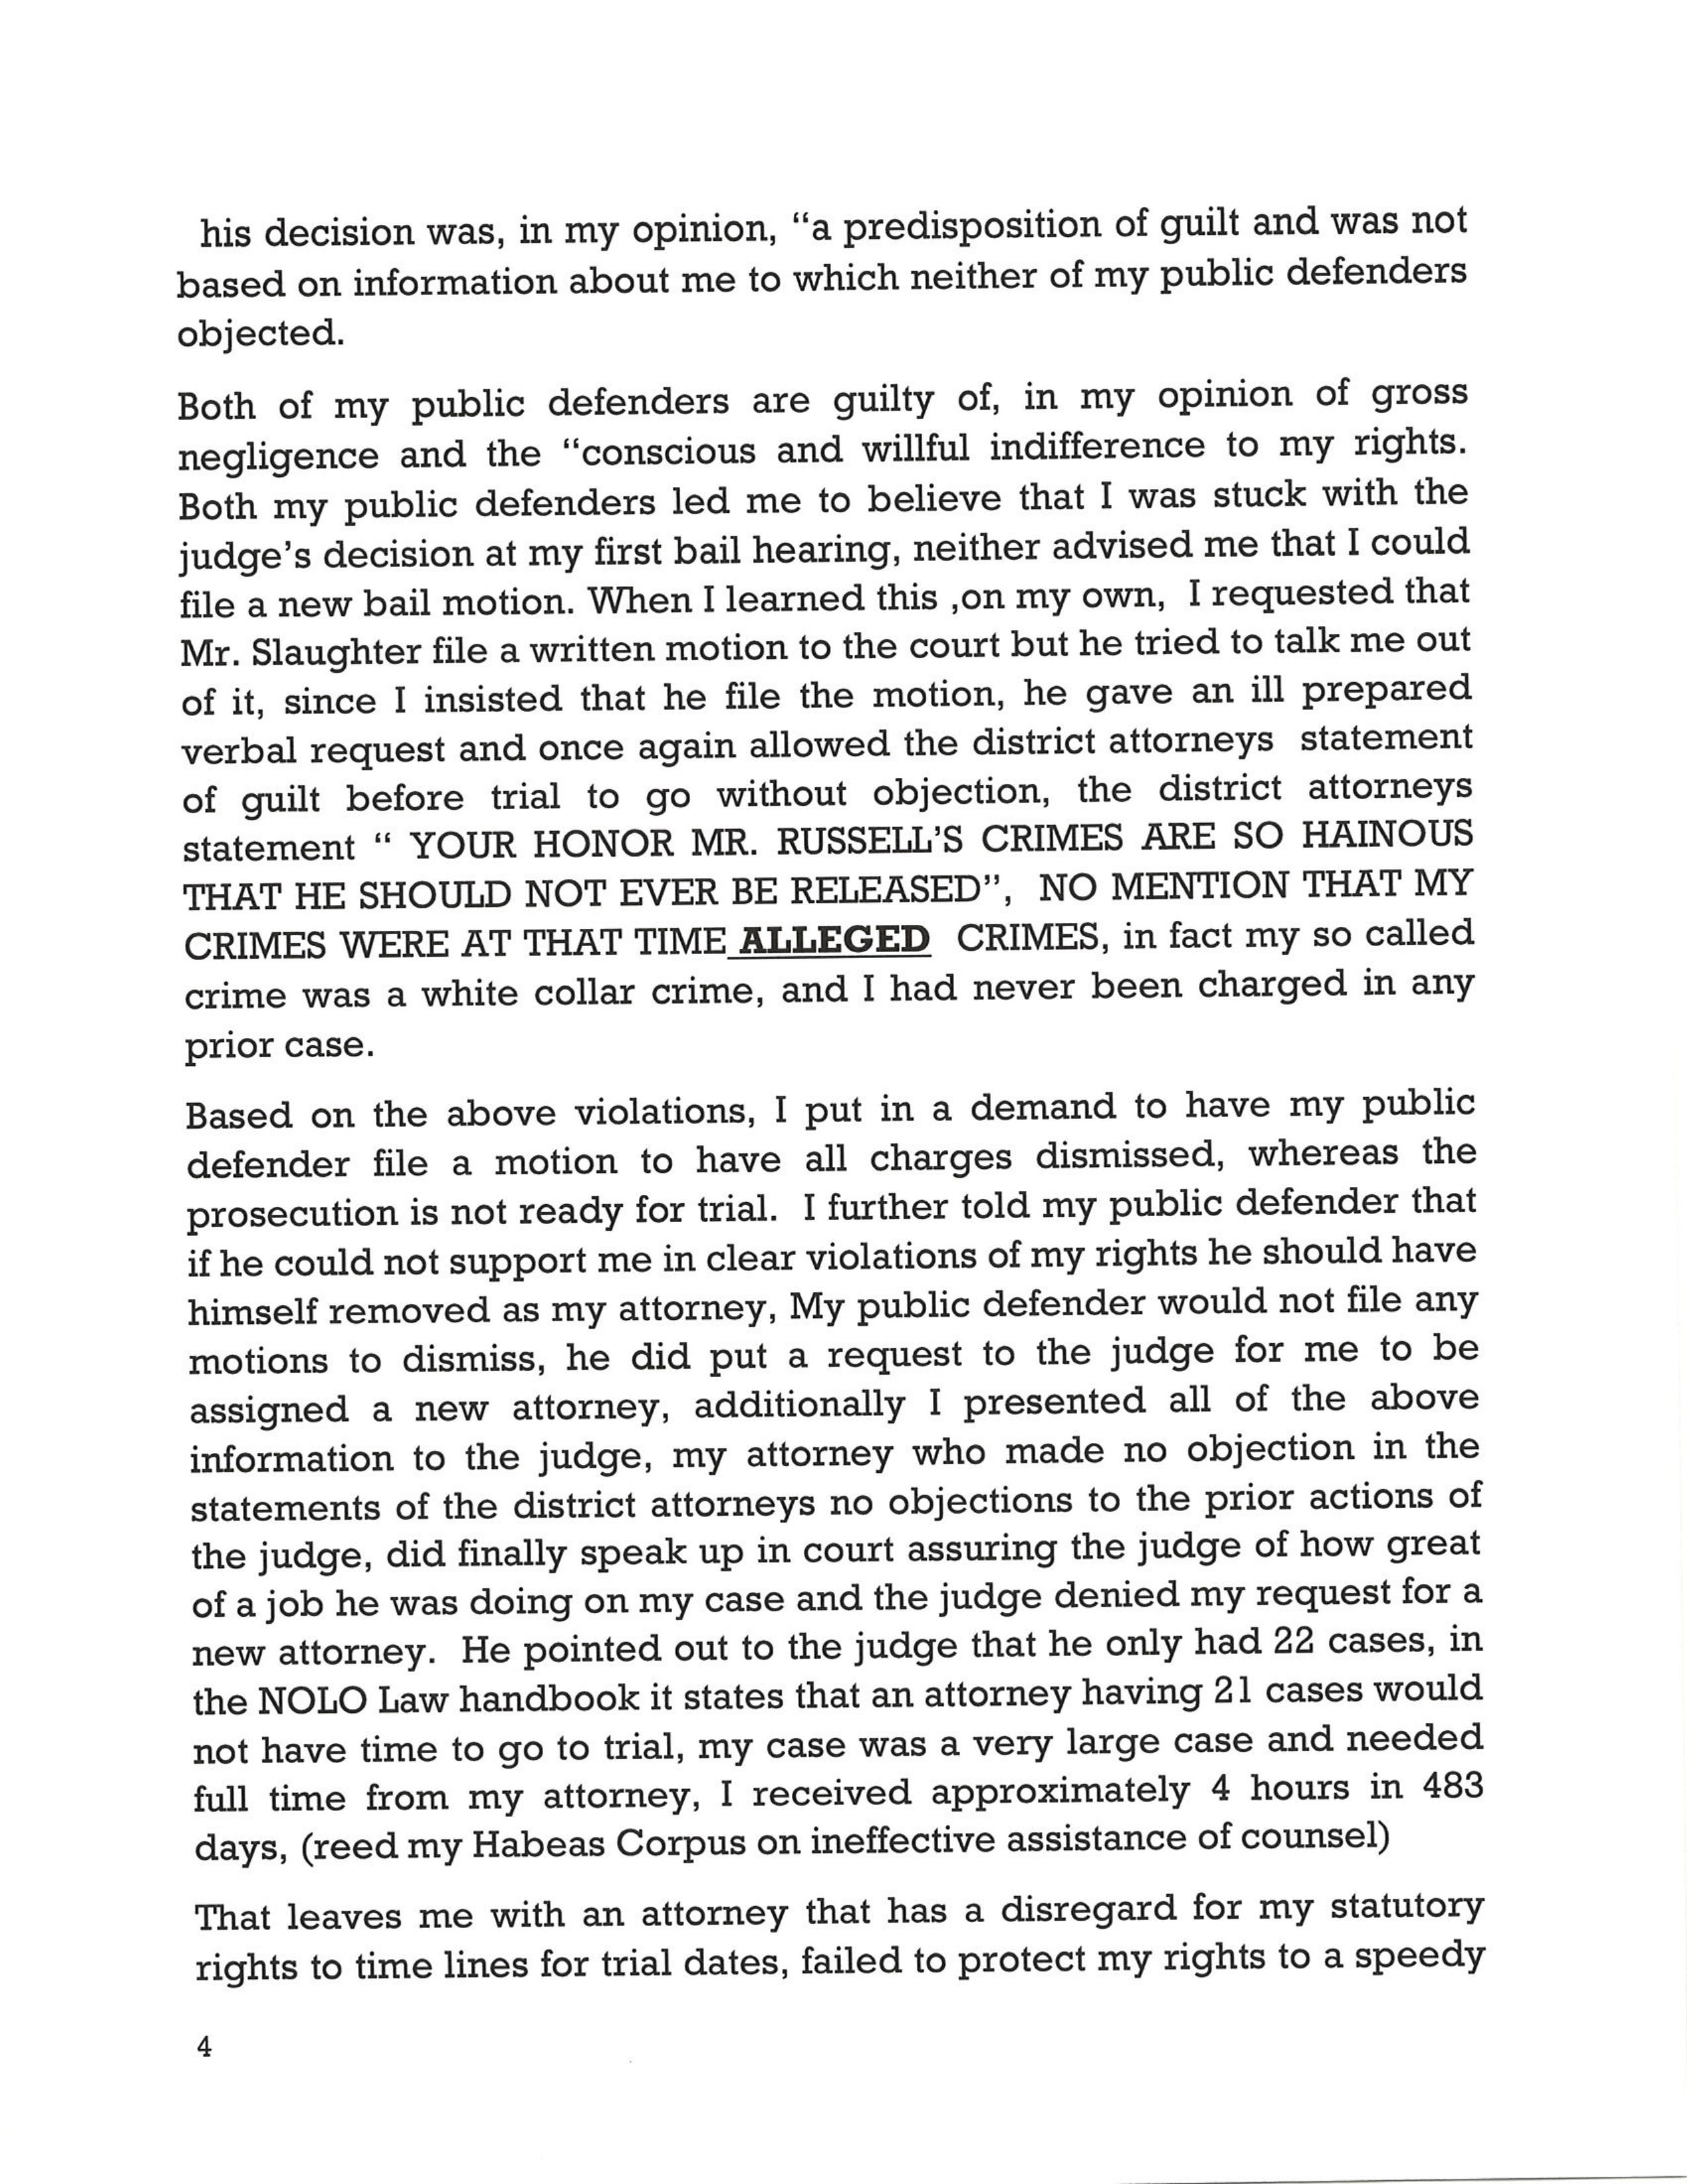 his decision was, in my opinion, “a predisposition of guilt and was not
based on information about me to which neither of my public defenders
objected.
Both of my public defenders are guilty of, in my opinion of gross
negligence and the “conscious and willful indifference to my rights.
Both my public defenders led me to believe that I was stuck with the
judge’s decision at my first bail hearing, neither advised me that I could
file a new bail motion. When I learned this ,on my own, I requested that
Mr. Slaughter file a written motion to the court but he tried to talk me out
of it, since I insisted that he file the motion, he gave an ill prepared
verbal request and once again allowed the district attorneys statement
of guilt before trial to go without objection, the district attorneys
statement “ YOUR HONOR MR. RUSSELL’S CRIMES ARE SO HAINOUS
THAT HE SHOULD NOT EVER BE RELEASED”, NO MENTION THAT MY
CRIMES WERE AT THAT TIME ALLEGED CRIMES, in fact my so called
crime was a white collar crime, and I had never been charged in any
prior case.
Based on the above violations, I put in a demand to have my public
defender file a motion to have all charges dismissed, whereas the
prosecution is not ready for trial. I further told my public defender that
if he could not support me in clear violations of my rights he should have
himself removed as my attorney, My public defender would not file any
motions to dismiss, he did put a request to the judge for me to be
assigned a new attorney, additionally I presented all of the above
information to the judge, my attorney who made no objection in the
statements of the district attorneys no objections to the prior actions of
the judge, did finally speak up in court assuring the judge of how great
of a job he was doing on my case and the judge denied my request for a
new attorney. He pointed out to the judge that he only had 22 cases, in
the NOLO Law handbook it states that an attorney having 21 cases would
not have time to go to trial, my case was a very large case and needed
full time from my attorney, I received approximately 4 hours in 483
days, (reed my Habeas Corpus on ineffective assistance of counsel)
That leaves me with an attorney that has a disregard for my statutory
rights to time lines for trial dates, failed to protect my rights to a speedy
4